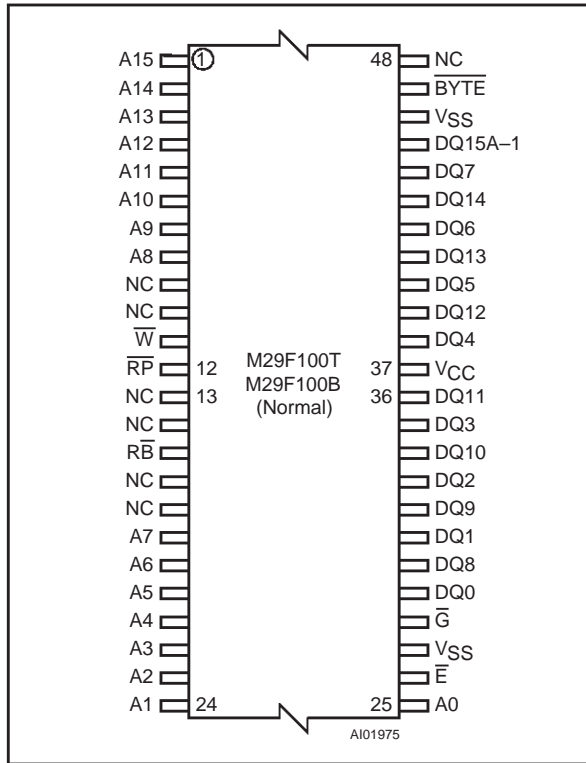 A15 1 48 NC
A14 B̅Y̅T̅E̅
A13 VSS
A12 DQ15A–1
A11 DQ7
A10 DQ14
A9 DQ6
A8 DQ13
NC DQ5
NC DQ12
W̅ DQ4
R̅P̅ 12 M29F100T 37 VCC
NC 13 M29F100B 36 DQ11
(Normal)
NC DQ3
RB̅ DQ10
NC DQ2
NC DQ9
A7 DQ1
A6 DQ8
A5 DQ0
A4 G̅
A3 VSS
A2 E̅
A1 24 25 A0
AI01975